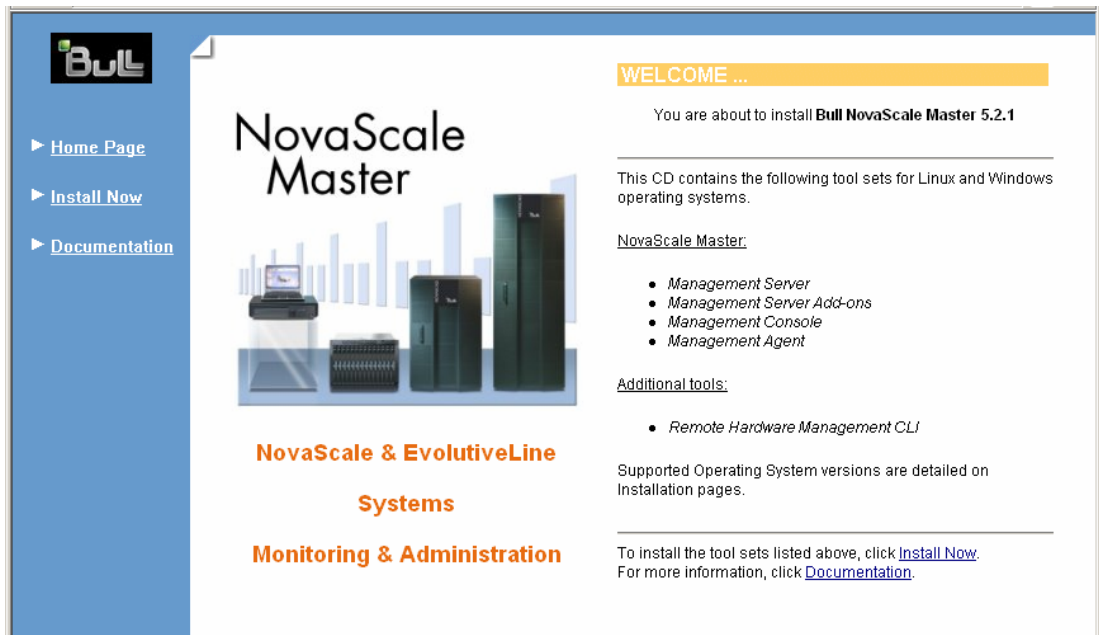 Bull
Home Page
Install Now
Documentation
NovaScale
Master
NovaScale & EvolutiveLine
Systems
Monitoring & Administration
WELCOME ...
You are about to install Bull NovaScale Master 5.2.1
This CD contains the following tool sets for Linux and Windows
operating systems.
NovaScale Master:
Management Server
Management Server Add-ons
Management Console
Management Agent
Additional tools:
Remote Hardware Management CLI
Supported Operating System versions are detailed on
Installation pages.
To install the tool sets listed above, click Install Now.
For more information, click Documentation.